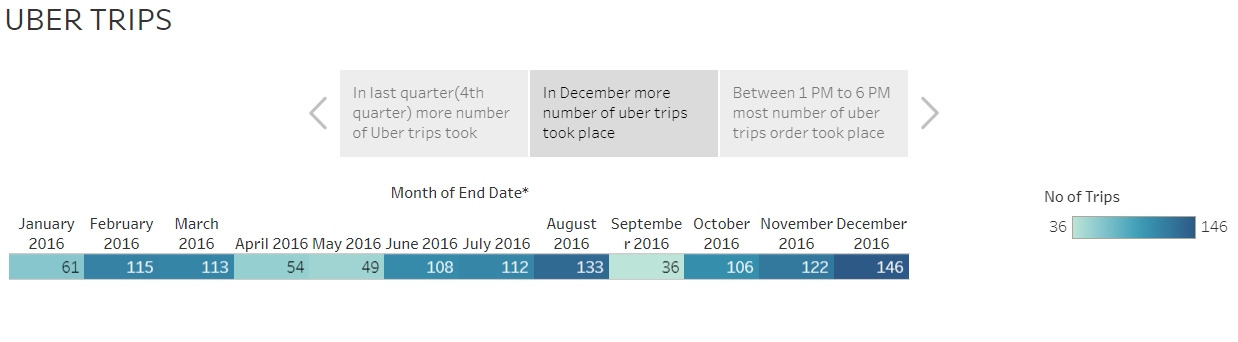 UBER TRIPS
In last quarter(4th
quarter) more number
of Uber trips took
In December more
number of uber trips
took place
Between 1 PM to 6 PM
most number of uber
trips order took place
Month of End Date*
No of Trips
36 146
January February March August Septembe October November December
2016 2016 2016 April 2016 May 2016 June 2016 July 2016 2016 r 2016 2016 2016 2016
61 115 113 54 49 108 112 133 36 106 122 146